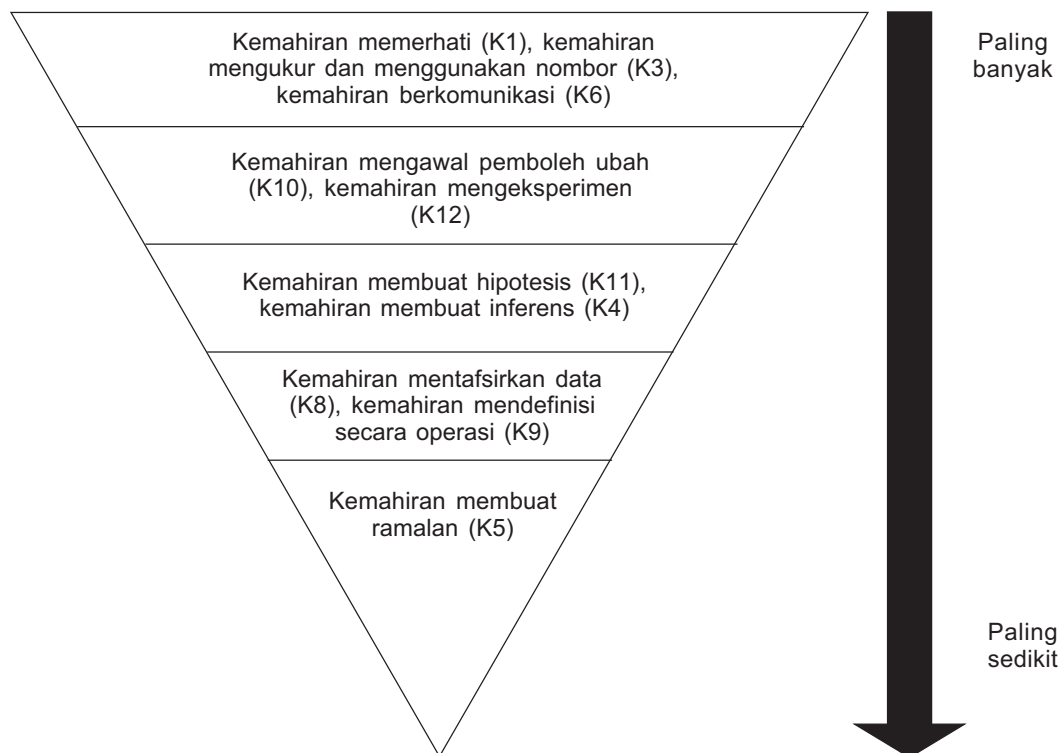 Kemahiran memerhati (K1), kemahiran
mengukur dan menggunakan nombor (K3),
kemahiran berkomunikasi (K6)
Paling
banyak
Kemahiran mengawal pemboleh ubah
(K10), kemahiran mengeksperimen
(K12)
Kemahiran membuat hipotesis (K11),
kemahiran membuat inferens (K4)
Kemahiran mentafsirkan data
(K8), kemahiran mendefinisi
secara operasi (K9)
Kemahiran membuat
ramalan (K5)
Paling
sedikit